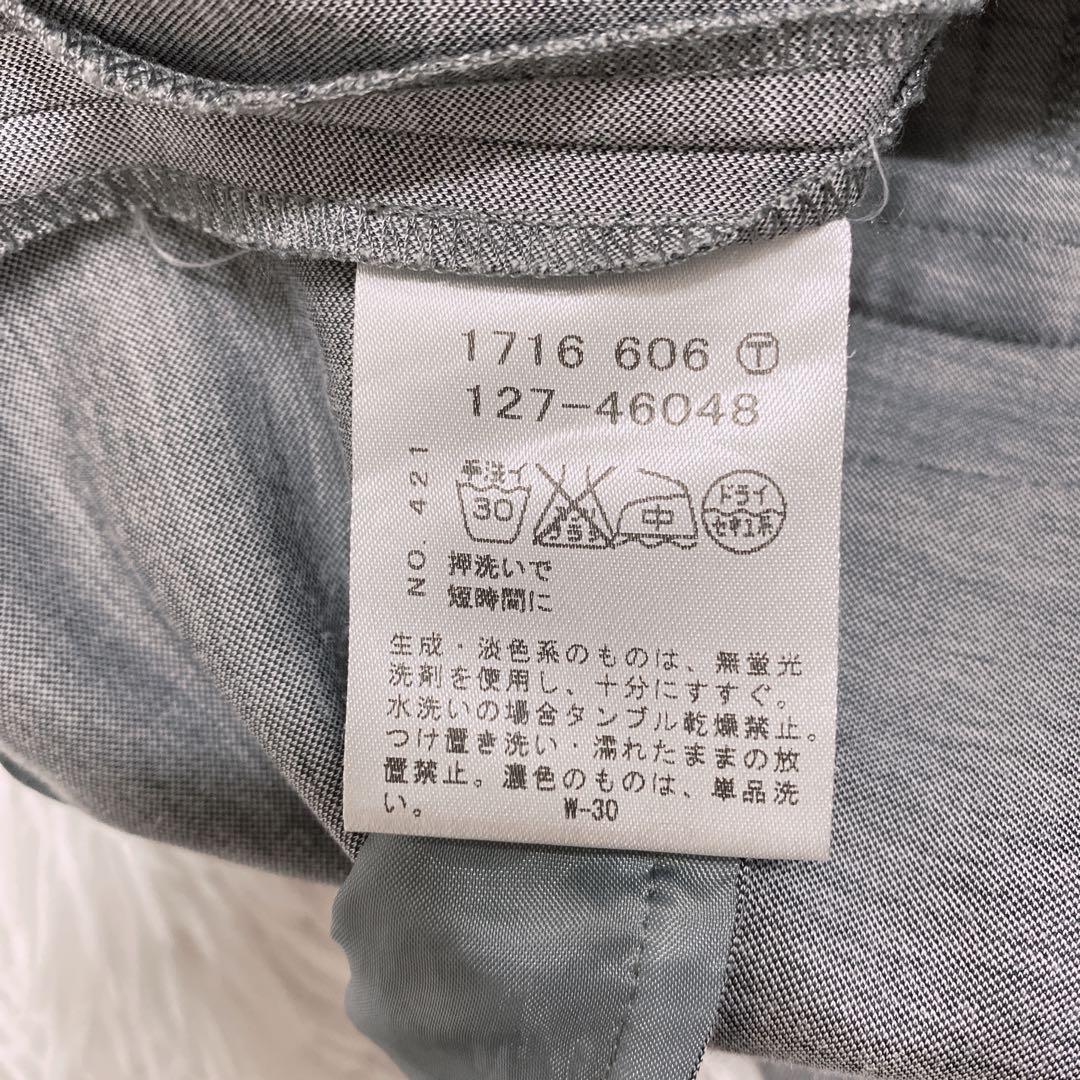 1716 606 Ⓣ
127-46048
NO. 421
手洗イ
30
中
ドライ
セキユ系
押洗いで
短時間に
生成・淡色系のものは、無蛍光
洗剤を使用し、十分にすすぐ。
水洗いの場合タンブル乾燥禁止。
つけ置き洗い・濡れたままの放
置禁止。濃色のものは、単品洗
い。
W-30